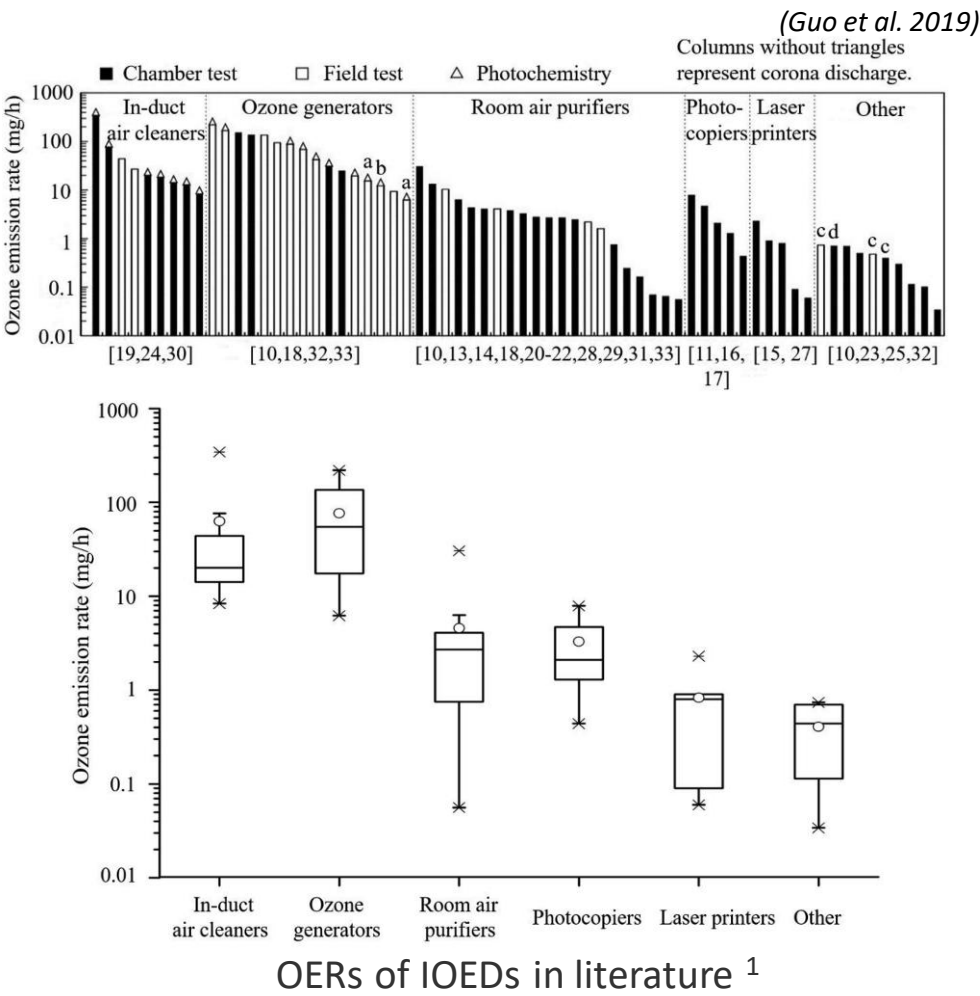 (Guo et al. 2019)
Columns without triangles
represent corona discharge.
■ Chamber test □ Field test △ Photochemistry
Ozone emission rate (mg/h)
1000
100
10
1
0.1
0.01
In-duct
air cleaners
Ozone generators
Room air purifiers
Photo-
copiers
Laser
printers
Other
a
b
a
c
d
c
c
[19,24,30]
[10,18,32,33]
[10,13,14,18,20-22,28,29,31,33]
[11,16,
17]
[15, 27]
[10,23,25,32]
Ozone emission rate (mg/h)
1000
100
10
1
0.1
0.01
In-duct
air cleaners
Ozone
generators
Room air
purifiers
Photocopiers
Laser printers
Other
OERs of IOEDs in literature 1